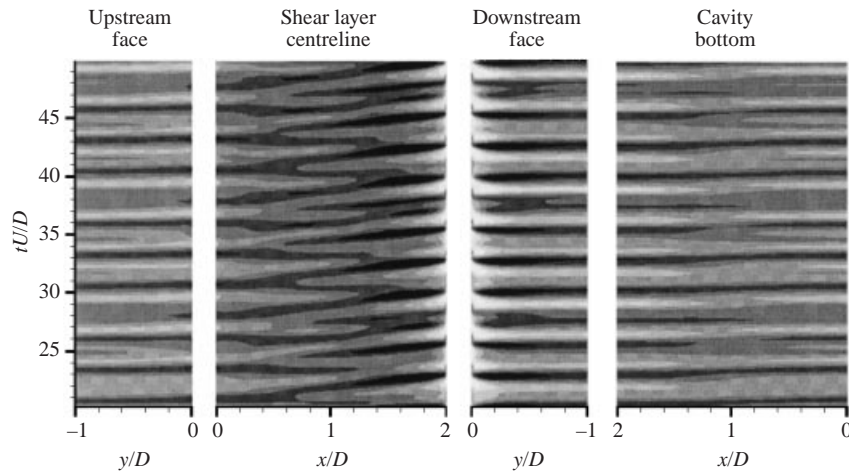 Upstream face
Shear layer centreline
Downstream face
Cavity bottom
45
40
35
30
25
tU/D
–1 0
0 1 2
0 –1
2 1 0
y/D
x/D
y/D
x/D